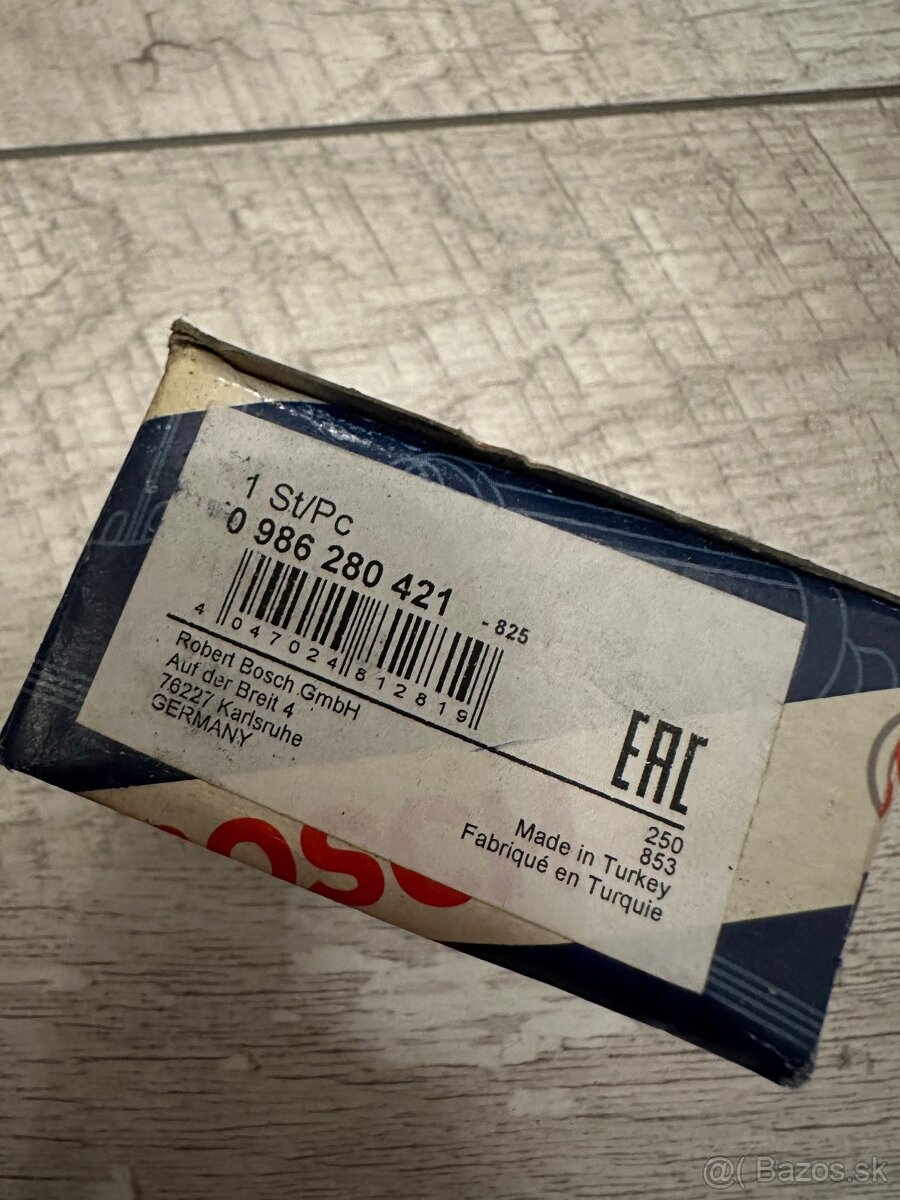 1 St/Pc
0 986 280 421
- 825
4 047024 812819
Robert Bosch GmbH
Auf der Breit 4
76227 Karlsruhe
GERMANY
EAC
250
853
Made in Turkey
Fabriqué en Turquie
@( Bazos.sk